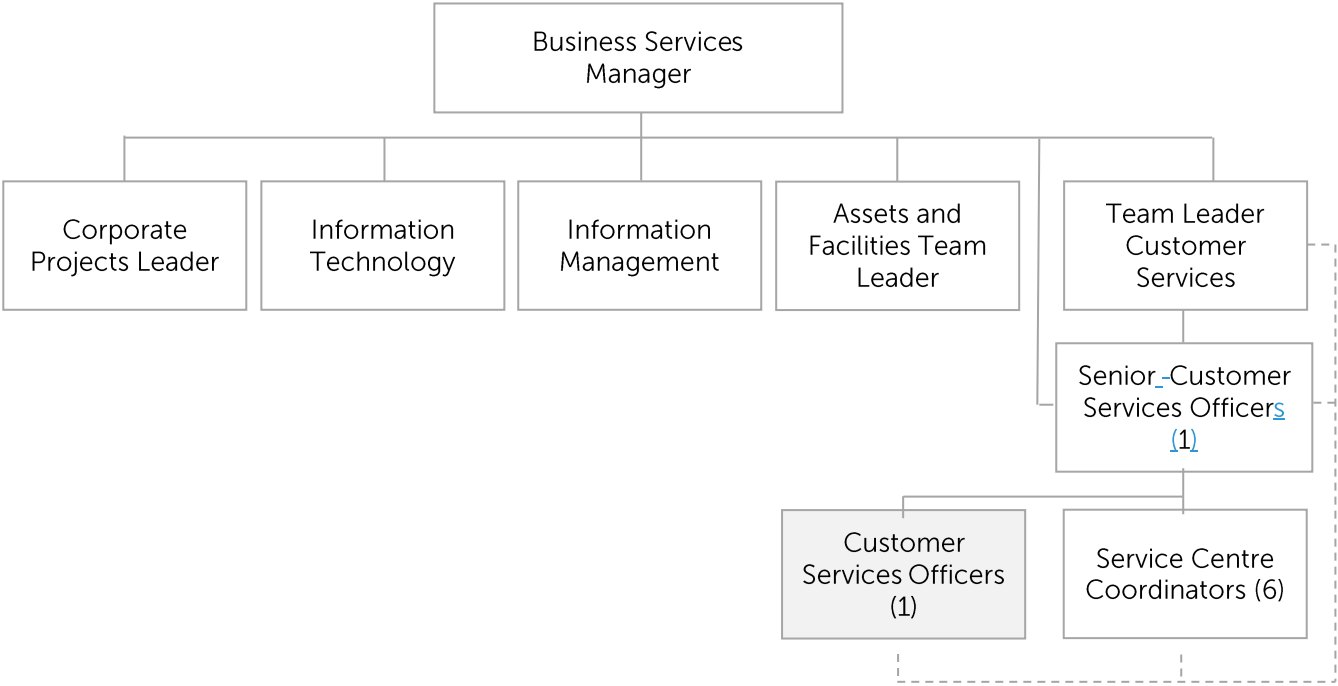 Business Services
Manager
Corporate
Projects Leader
Information
Technology
Information
Management
Assets and
Facilities Team
Leader
Team Leader
Customer
Services
Senior -Customer
Services Officers
(1)
Customer
Services Officers
(1)
Service Centre
Coordinators (6)